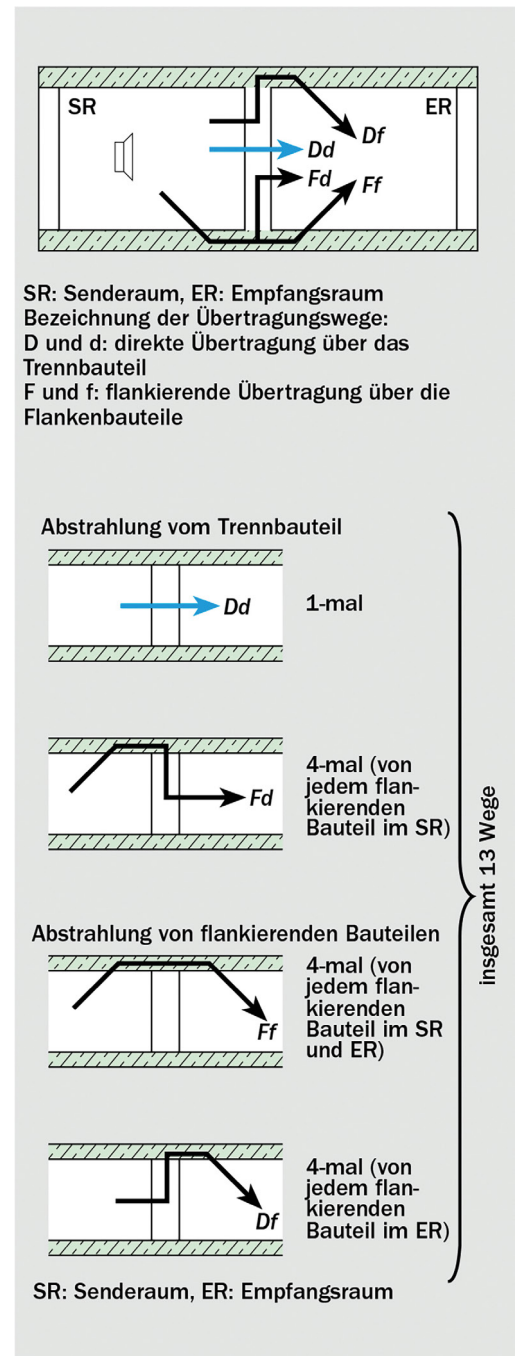 SR
ER
Df
Dd
Fd
Ff
SR: Senderaum, ER: Empfangsraum
Bezeichnung der Übertragungswege:
D und d: direkte Übertragung über das
Trennbauteil
F und f: flankierende Übertragung über die
Flankenbauteile
Abstrahlung vom Trennbauteil
Dd
1-mal
Fd
4-mal (von
jedem flan-
kierenden
Bauteil im SR)
insgesamt 13 Wege
Abstrahlung von flankierenden Bauteilen
Ff
4-mal (von
jedem flan-
kierenden
Bauteil im SR
und ER)
Df
4-mal (von
jedem flan-
kierenden
Bauteil im ER)
SR: Senderaum, ER: Empfangsraum